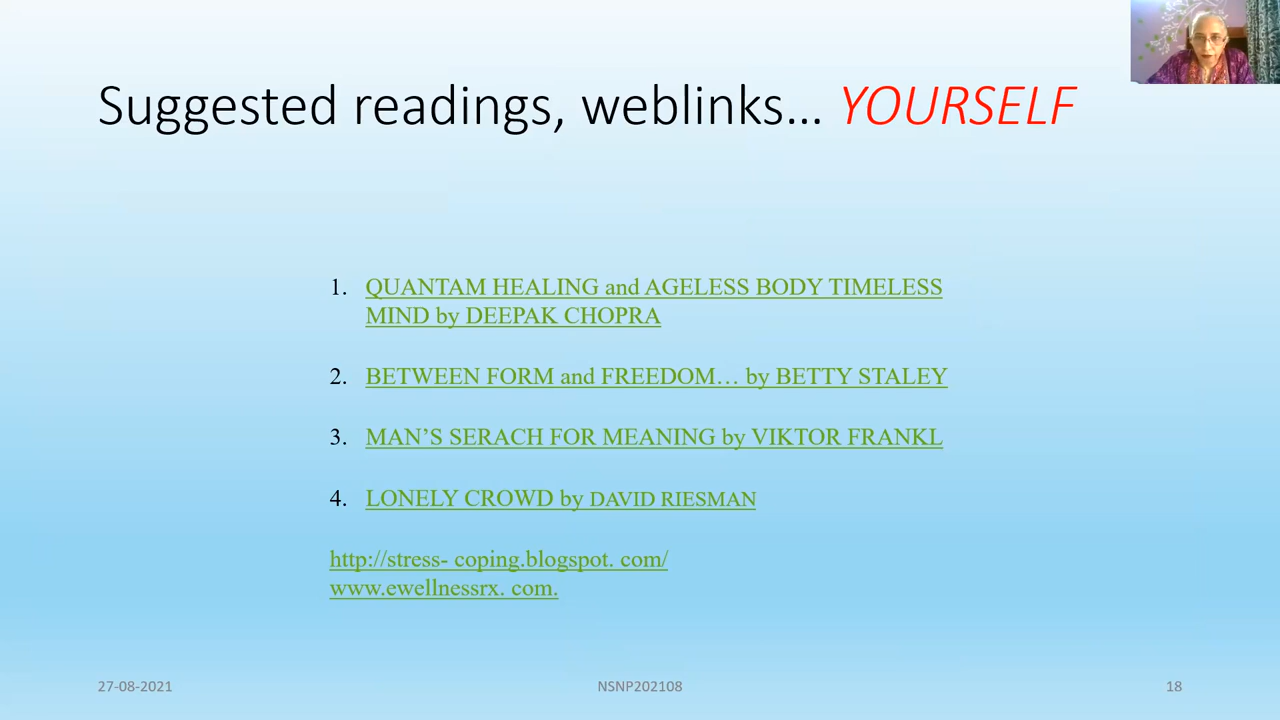 Suggested readings, weblinks... YOURSELF
1. QUANTAM HEALING and AGELESS BODY TIMELESS
MIND by DEEPAK CHOPRA
2. BETWEEN FORM and FREEDOM… by BETTY STALEY
3. MAN’S SERACH FOR MEANING by VIKTOR FRANKL
4. LONELY CROWD by DAVID RIESMAN
http://stress- coping.blogspot. com/
www.ewellnessrx. com.
27-08-2021
NSNP202108
18